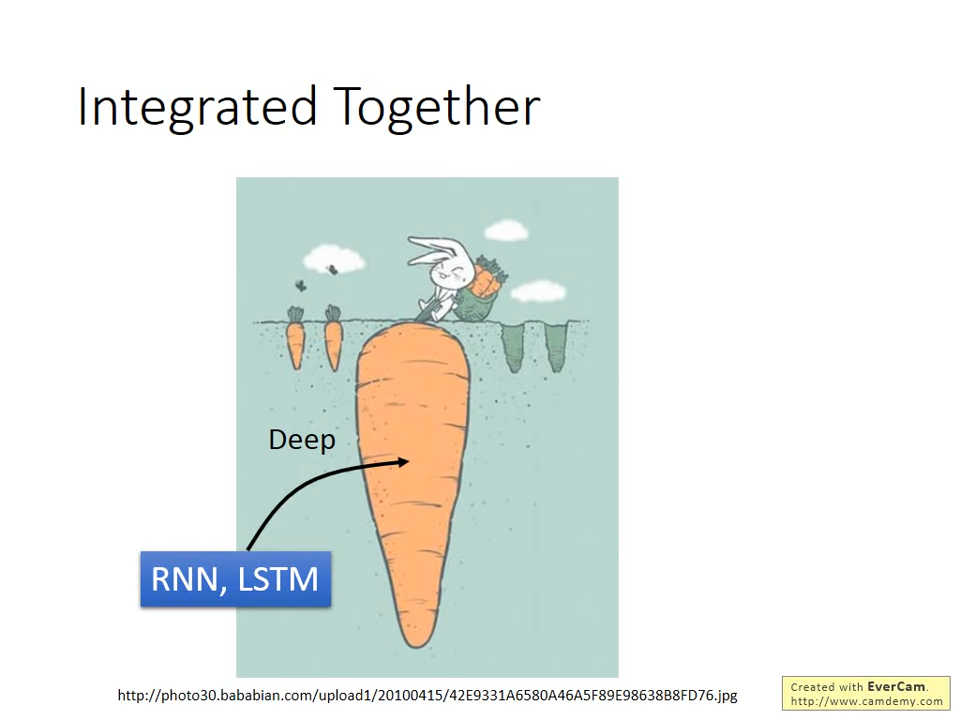 Integrated Together
Deep
RNN, LSTM
http://photo30.bababian.com/upload1/20100415/42E9331A6580A46A5F89E98638B8FD76.jpg
Created with EverCam.
http://www.camdemy.com